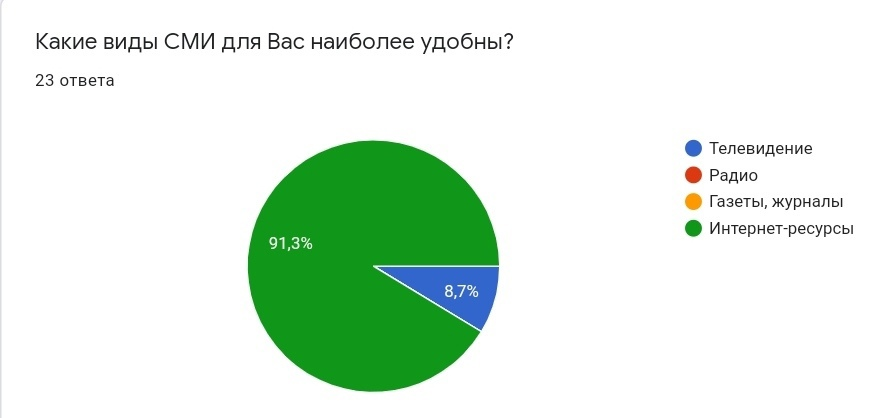 Какие виды СМИ для Вас наиболее удобны?
23 ответа
Телевидение
Радио
Газеты, журналы
Интернет-ресурсы
91,3%
8,7%